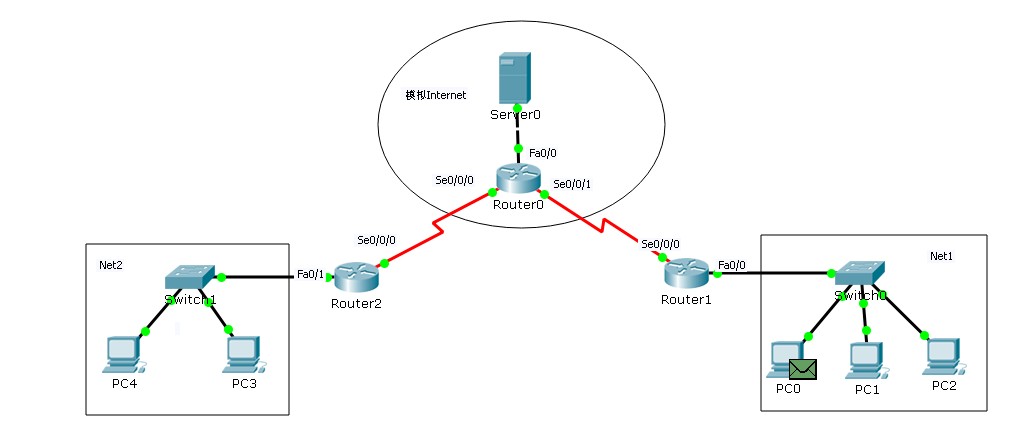 模拟Internet
Server0
Fa0/0
Se0/0/0
Se0/0/1
Router0
Se0/0/0
Se0/0/0
Net2
Net1
Fa0/1
Fa0/0
Switch1
Router2
Router1
Switch0
PC4
PC3
PC0
PC1
PC2